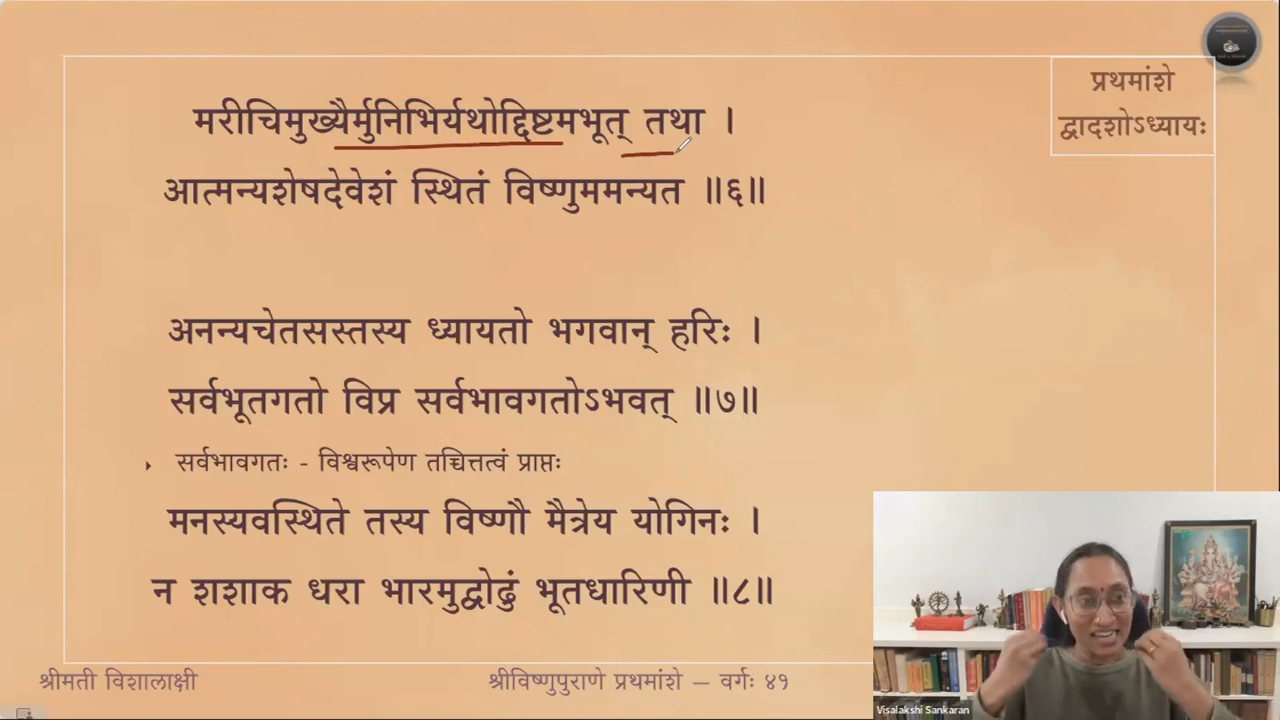 प्रथमांशे
द्वादशोऽध्यायः
मरीचिमुख्यैर्मुनिभिर्यथोद्दिष्टमभूत् तथा ।
आत्मन्यशेषदेवेशं स्थितं विष्णुममन्यत ॥६॥
अनन्यचेतसस्तस्य ध्यायतो भगवान् हरिः ।
सर्वभूतगतो विप्र सर्वभावगतोऽभवत् ॥७॥
सर्वभावगतः - विश्वरूपेण तच्चित्तत्वं प्राप्तः
मनस्यवस्थिते तस्य विष्णौ मैत्रेय योगिनः ।
न शशाक धरा भारमुद्वोढुं भूतधारिणी ॥८॥
श्रीमती विशालाक्षी
श्रीविष्णुपुराणे प्रथमांशे – वर्गः ४१
Visalakshi Sankaran